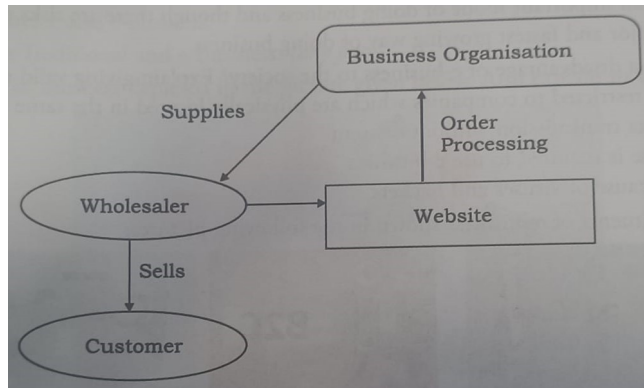 Business Organisation
Supplies
Order
Processing
Wholesaler
Website
Sells
Customer